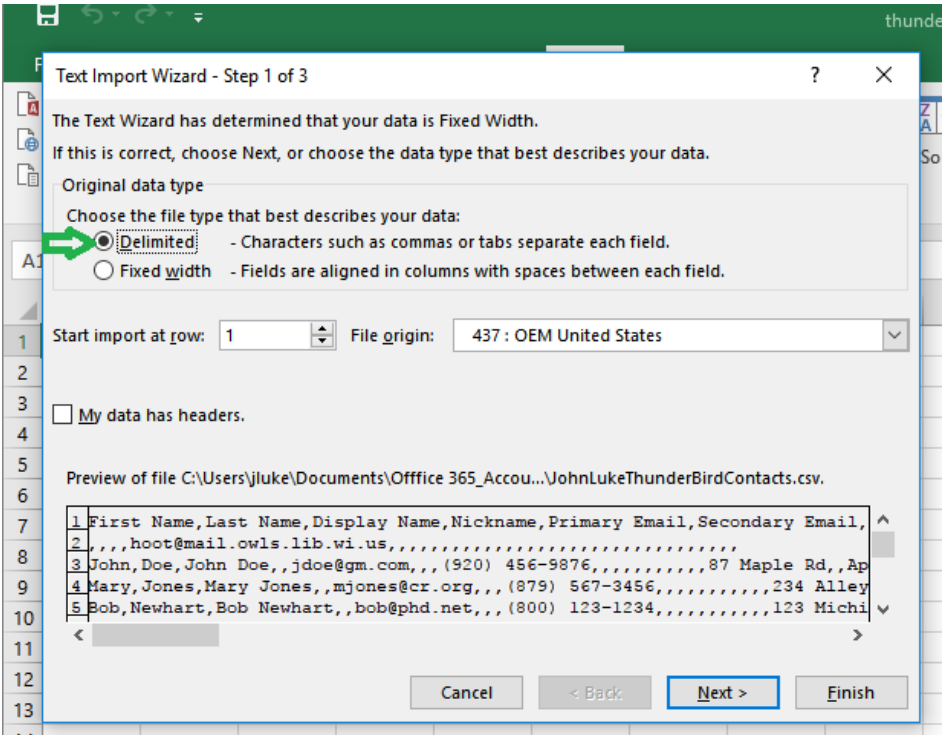 thunde
F
Text Import Wizard - Step 1 of 3 ?
The Text Wizard has determined that your data is Fixed Width.
If this is correct, choose Next, or choose the data type that best describes your data.
Original data type
Choose the file type that best describes your data:
Delimited - Characters such as commas or tabs separate each field.
Fixed width - Fields are aligned in columns with spaces between each field.
Start import at row: 1 File origin: 437 : OEM United States
My data has headers.
Preview of file C:\Users\jluke\Documents\Offfice 365_Accou...\JohnLukeThunderBirdContacts.csv.
1 First Name,Last Name,Display Name,Nickname,Primary Email,Secondary Email,
2 ,,,,hoot@mail.owls.lib.wi.us,,,,,,,,,,,,,,,,,,,,,,,,,,,,,,,,
3 John,Doe,John Doe,,jdoe@gm.com,,,(920) 456-9876,,,,,,,,,,87 Maple Rd,,Ap
4 Mary,Jones,Mary Jones,,mjones@cr.org,,,(879) 567-3456,,,,,,,,,,,234 Alley
5 Bob,Newhart,Bob Newhart,,bob@phd.net,,,(800) 123-1234,,,,,,,,,,,123 Michi
Cancel < Back Next > Finish
A
Z
A
So
A1
1
2
3
4
5
6
7
8
9
10
11
12
13